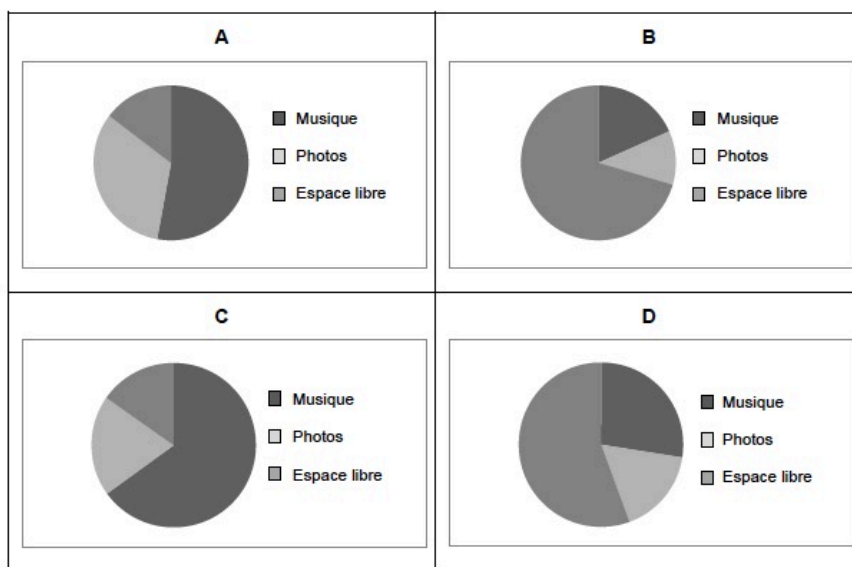 A
Musique
Photos
Espace libre
B
Musique
Photos
Espace libre
C
Musique
Photos
Espace libre
D
Musique
Photos
Espace libre